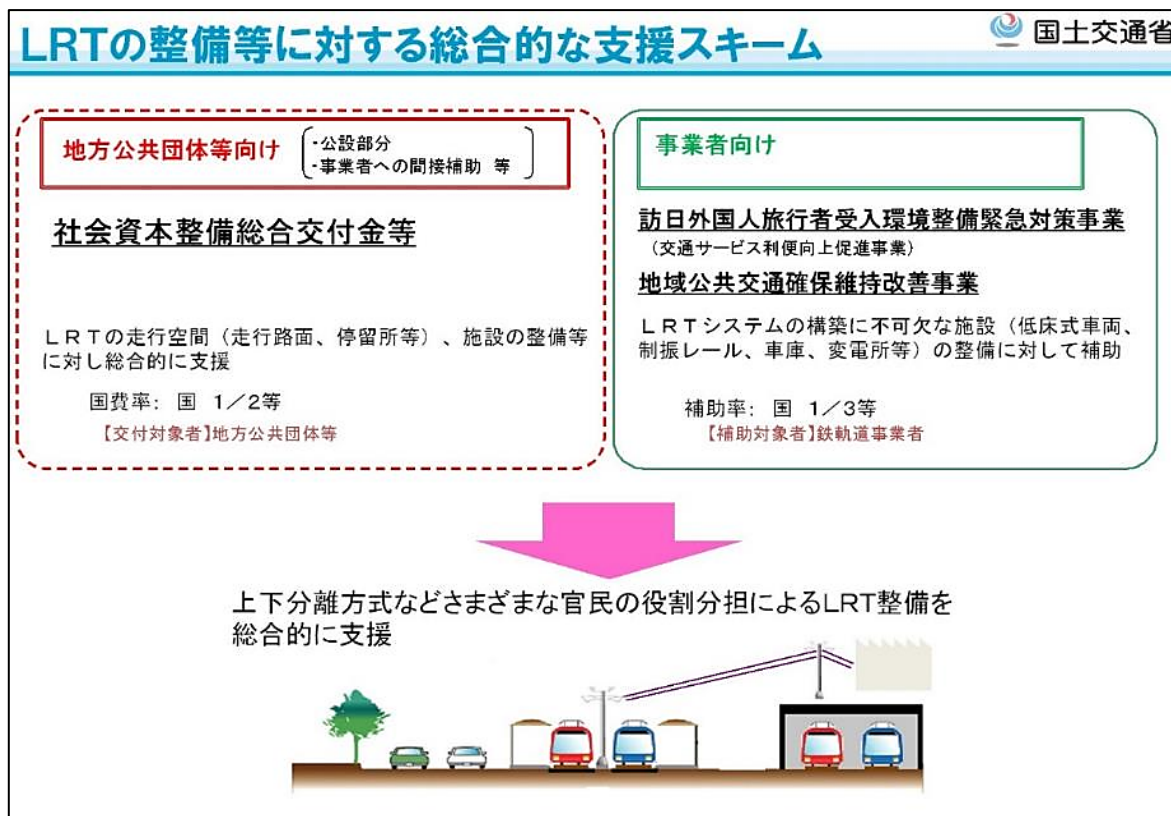 LRTの整備等に対する総合的な支援スキーム
国土交通省
地方公共団体等向け
・公設部分
・事業者への間接補助 等
社会資本整備総合交付金等
LRTの走行空間（走行路面、停留所等）、施設の整備等
に対し総合的に支援
国費率: 国 1／2等
【交付対象者】地方公共団体等
事業者向け
訪日外国人旅行者受入環境整備緊急対策事業
（交通サービス利便向上促進事業）
地域公共交通確保維持改善事業
ＬＲＴシステムの構築に不可欠な施設（低床式車両、
制振レール、車庫、変電所等）の整備に対して補助
補助率: 国 1／3等
【補助対象者】鉄軌道事業者
上下分離方式などさまざまな官民の役割分担によるLRT整備を
総合的に支援